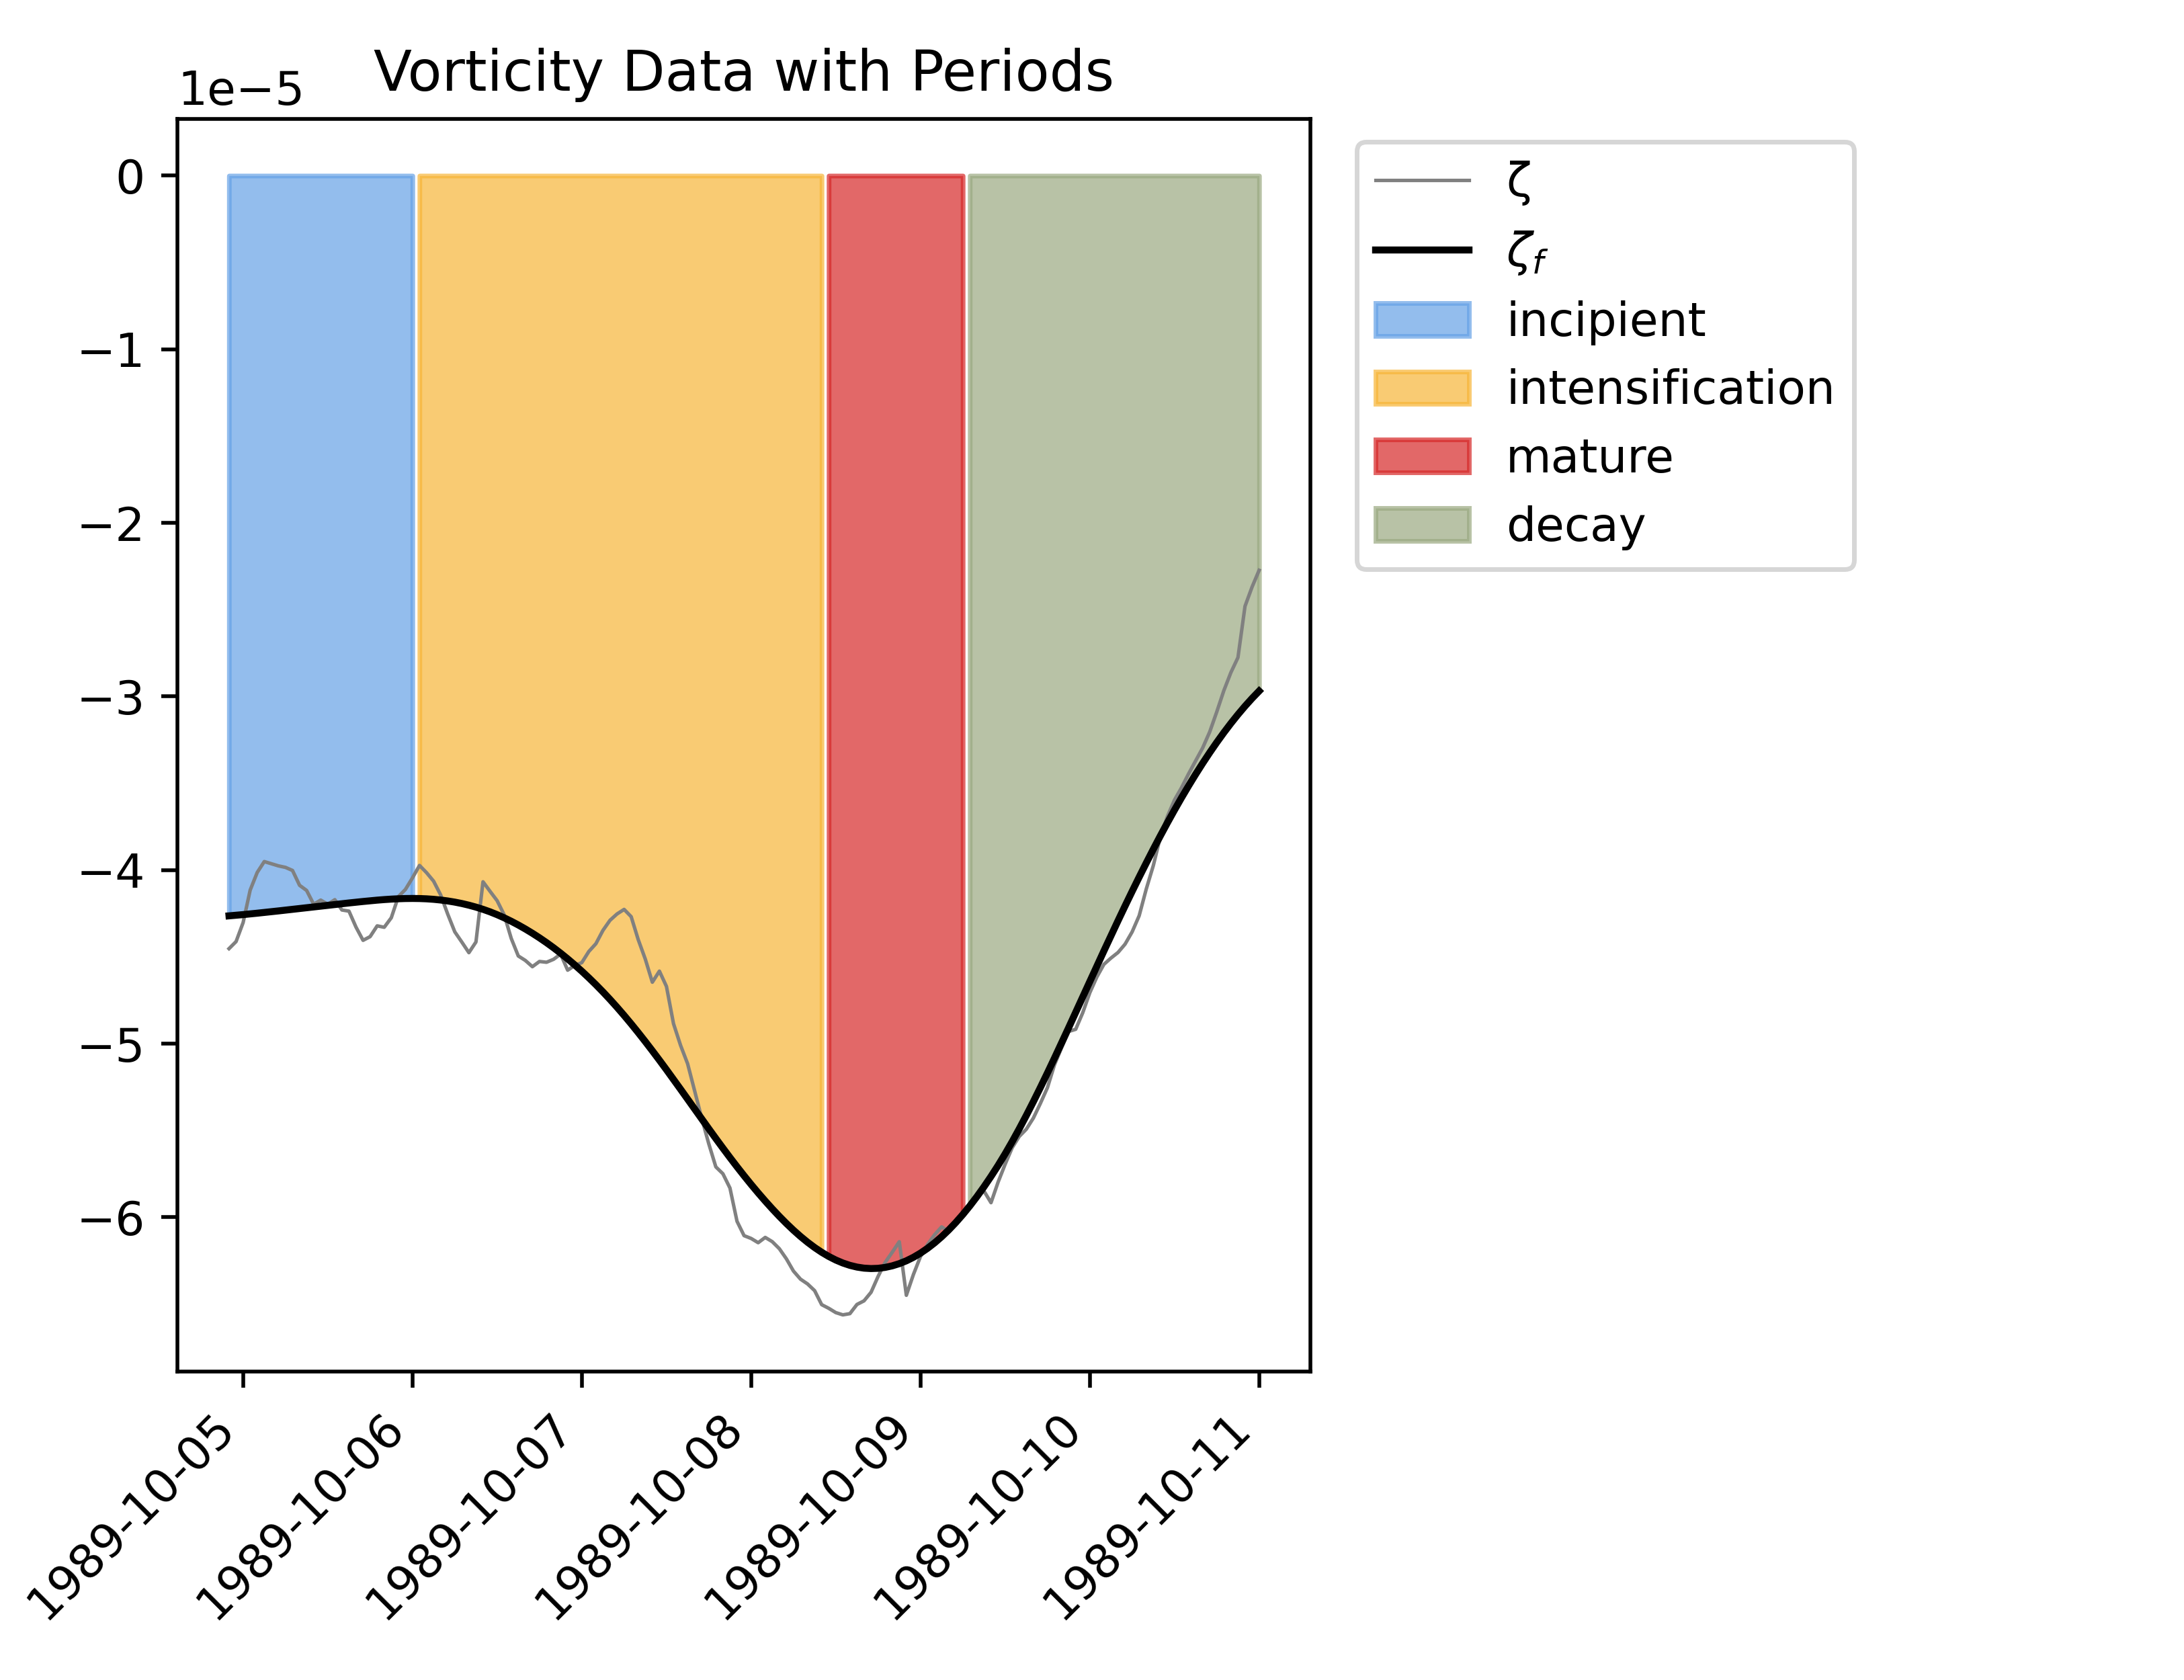 Vorticity Data with Periods
1e−5
0
−1
−2
−3
−4
−5
−6
1989-10-05
1989-10-06
1989-10-07
1989-10-08
1989-10-09
1989-10-10
1989-10-11
ζ
ζf
incipient
intensification
mature
decay